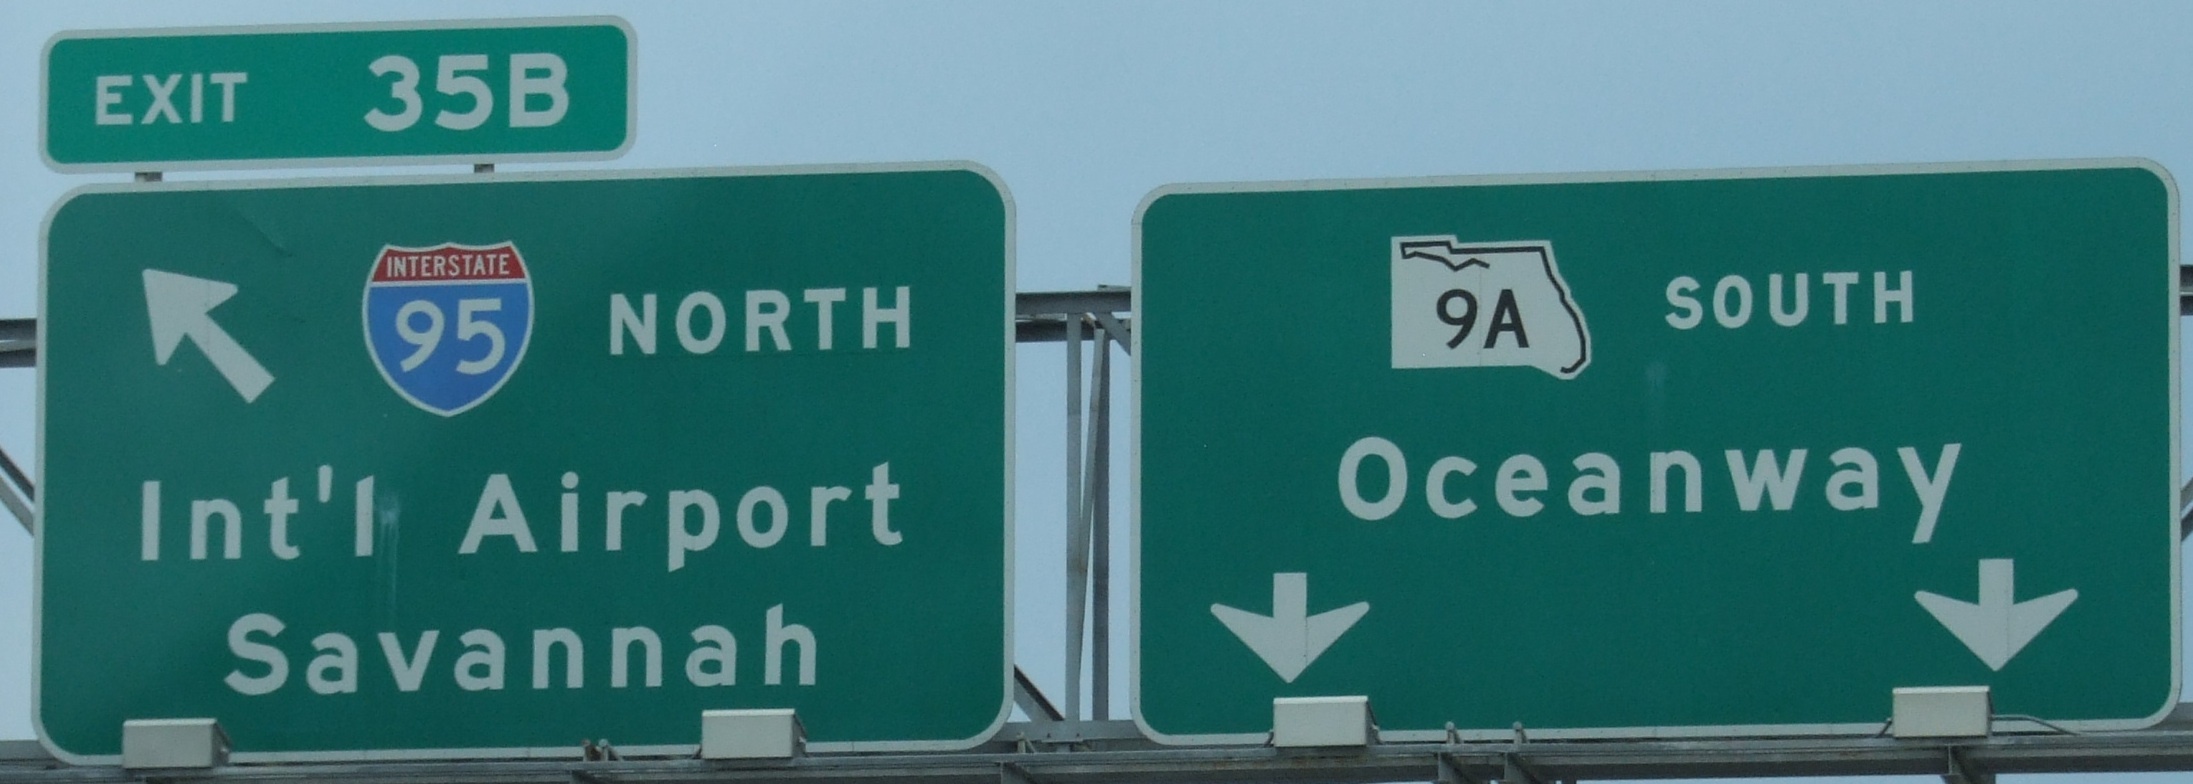 EXIT 35B
INTERSTATE
95 NORTH
Int'l Airport
Savannah
9A SOUTH
Oceanway